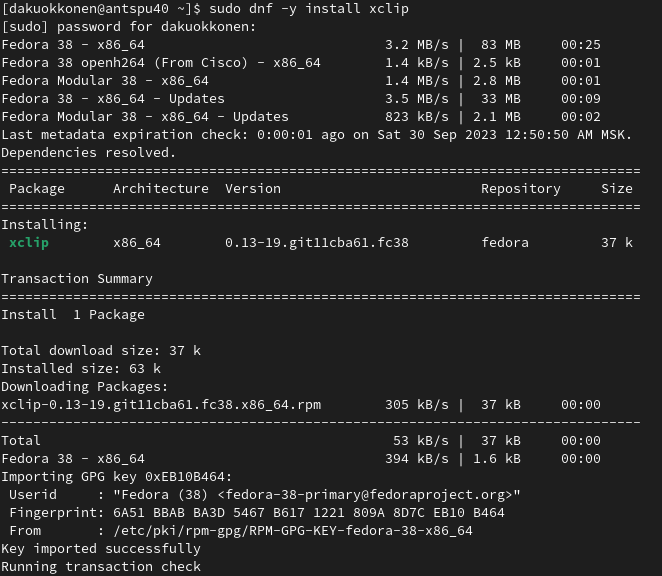 [dakuokkonen@antspu40 ~]$ sudo dnf -y install xclip
[sudo] password for dakuokkonen:
Fedora 38 - x86_64                              3.2 MB/s |  83 MB     00:25
Fedora 38 openh264 (From Cisco) - x86_64        1.4 kB/s | 2.5 kB     00:01
Fedora Modular 38 - x86_64                      1.4 MB/s | 2.8 MB     00:01
Fedora 38 - x86_64 - Updates                    3.5 MB/s |  33 MB     00:09
Fedora Modular 38 - x86_64 - Updates            823 kB/s | 2.1 MB     00:02
Last metadata expiration check: 0:00:01 ago on Sat 30 Sep 2023 12:50:50 AM MSK.
Dependencies resolved.
================================================================================
 Package      Architecture  Version                         Repository     Size
================================================================================
Installing:
 xclip        x86_64        0.13-19.git11cba61.fc38         fedora         37 k

Transaction Summary
================================================================================
Install  1 Package

Total download size: 37 k
Installed size: 63 k
Downloading Packages:
xclip-0.13-19.git11cba61.fc38.x86_64.rpm        305 kB/s |  37 kB     00:00
--------------------------------------------------------------------------------
Total                                            53 kB/s |  37 kB     00:00
Fedora 38 - x86_64                              394 kB/s | 1.6 kB     00:00
Importing GPG key 0xEB10B464:
 Userid     : "Fedora (38) <fedora-38-primary@fedoraproject.org>"
 Fingerprint: 6A51 BBAB BA3D 5467 B617 1221 809A 8D7C EB10 B464
 From       : /etc/pki/rpm-gpg/RPM-GPG-KEY-fedora-38-x86_64
Key imported successfully
Running transaction check